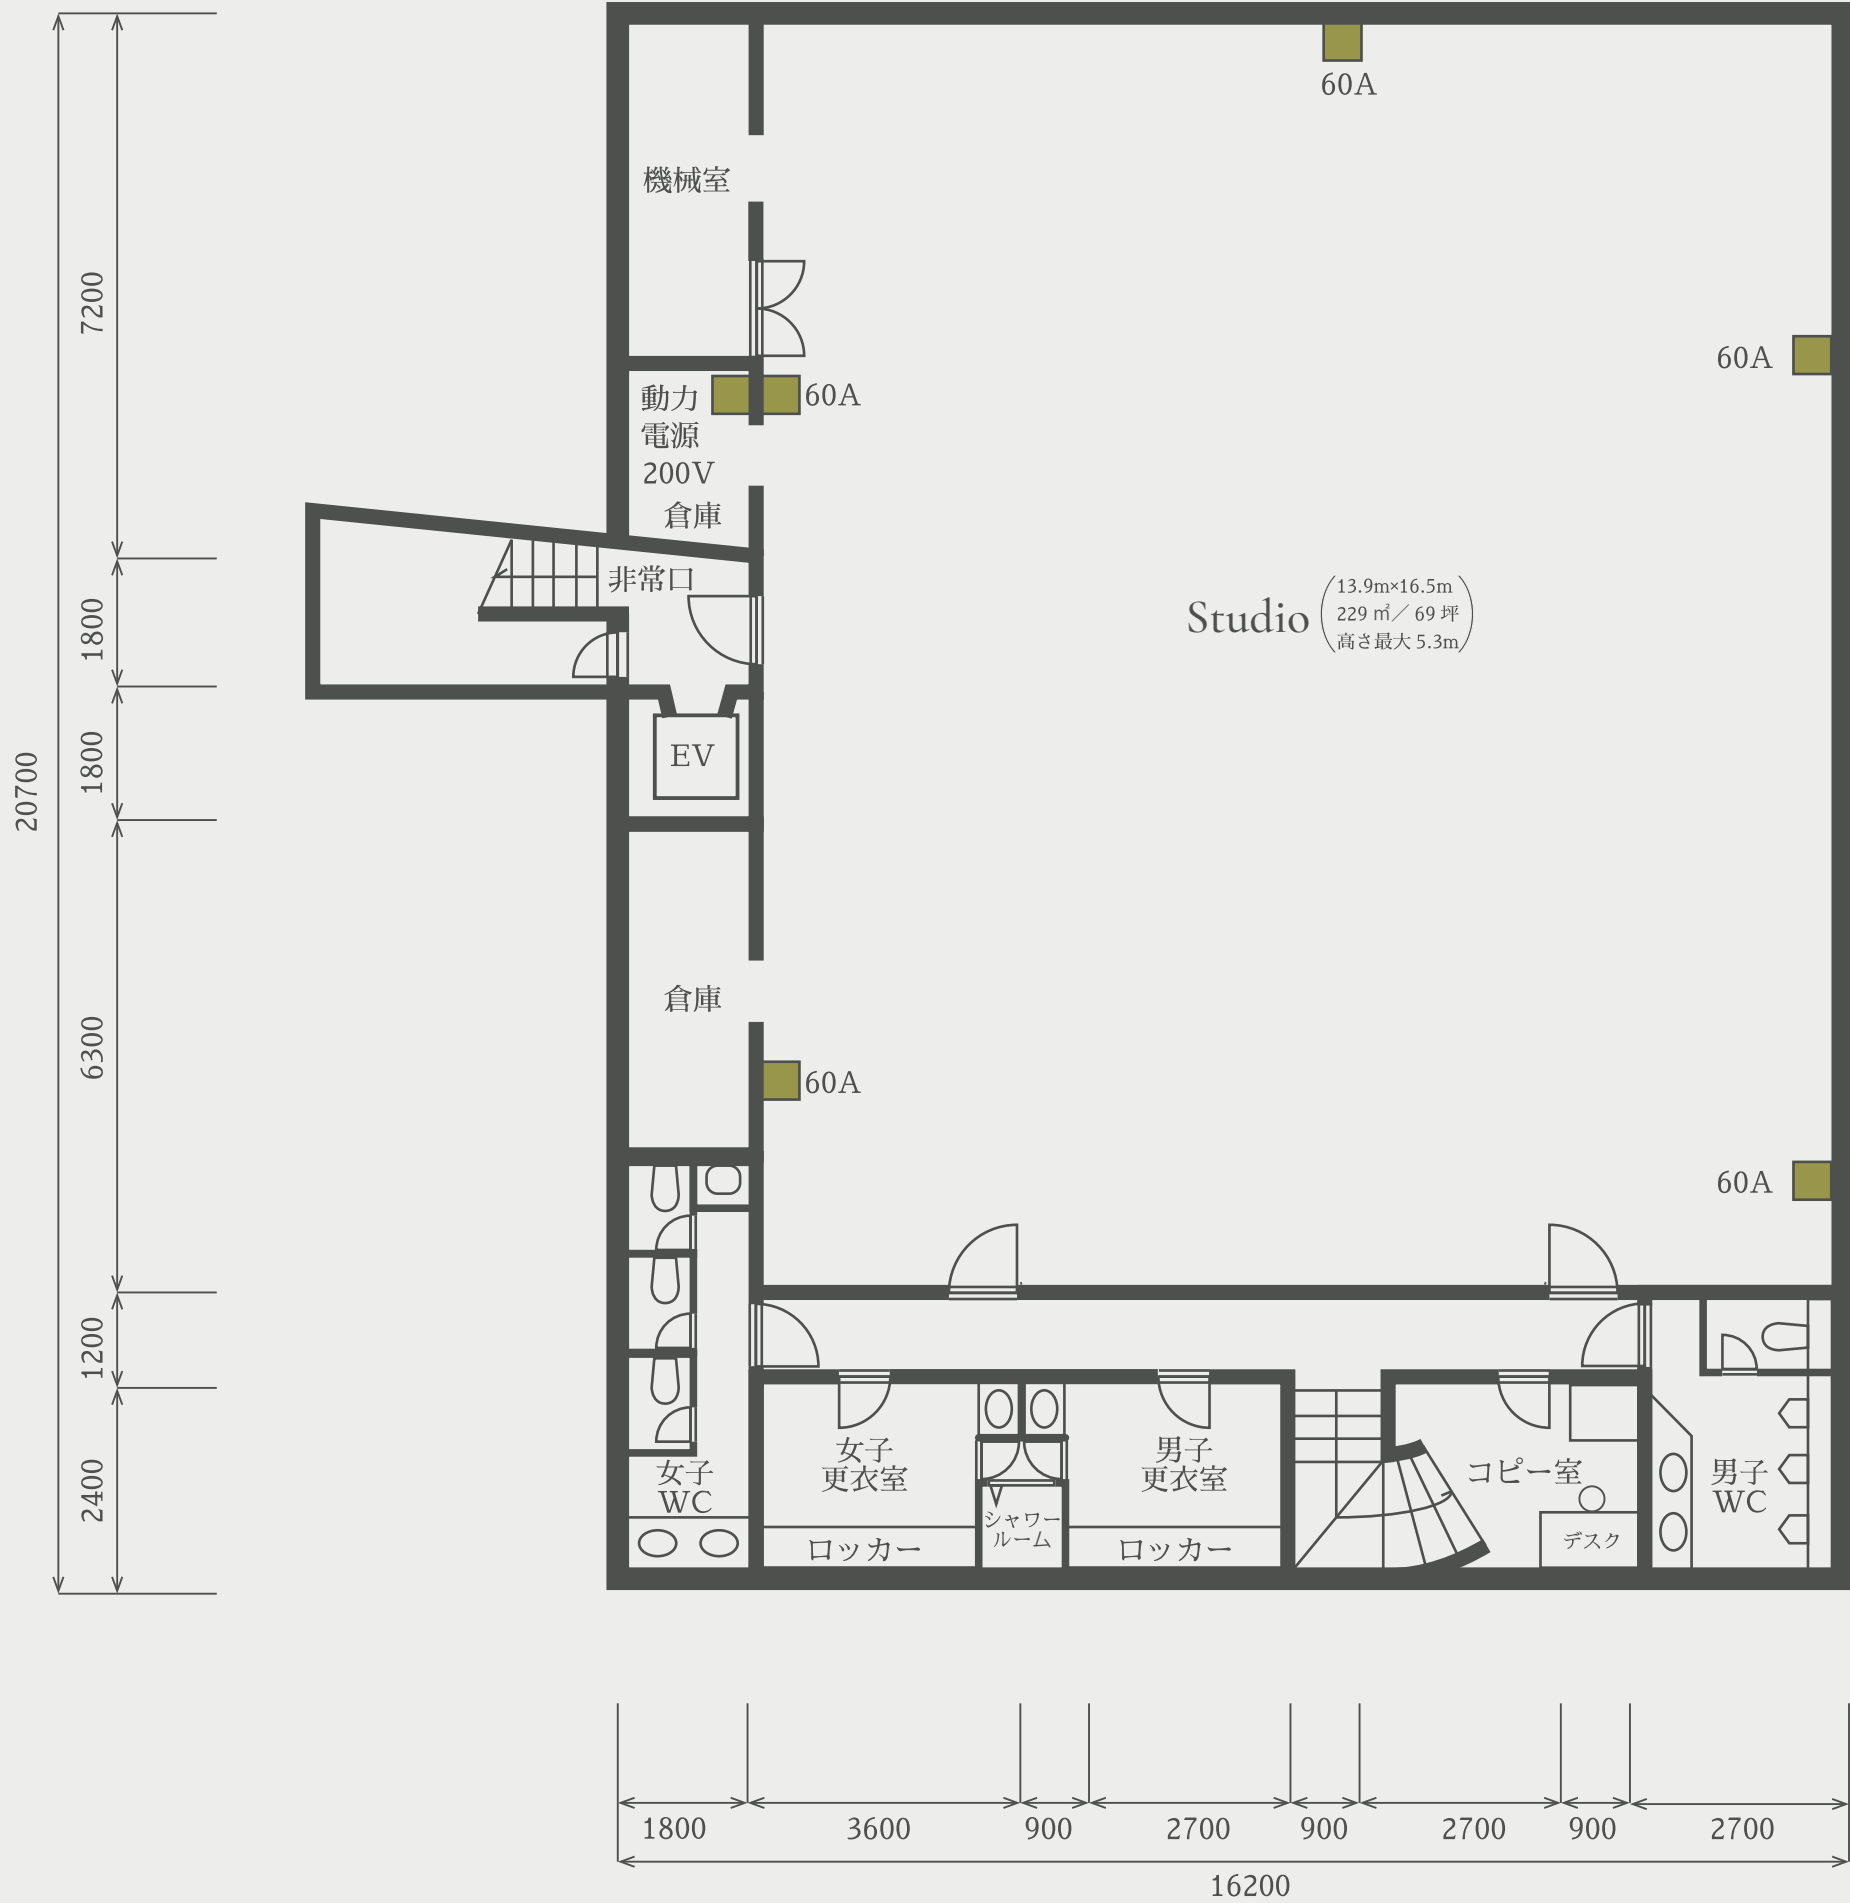 60A
機械室
7200
60A
動力
電源
200V
60A
倉庫
非常口
Studio
13.9m×16.5m
229 ㎡／ 69 坪
高さ最大 5.3m
1800
EV
1800
20700
倉庫
6300
60A
60A
1200
女子
更衣室
男子
更衣室
コピー室
女子
WC
男子
WC
2400
シャワー
ルーム
ロッカー
ロッカー
デスク
1800
3600
900
2700
900
2700
900
2700
16200